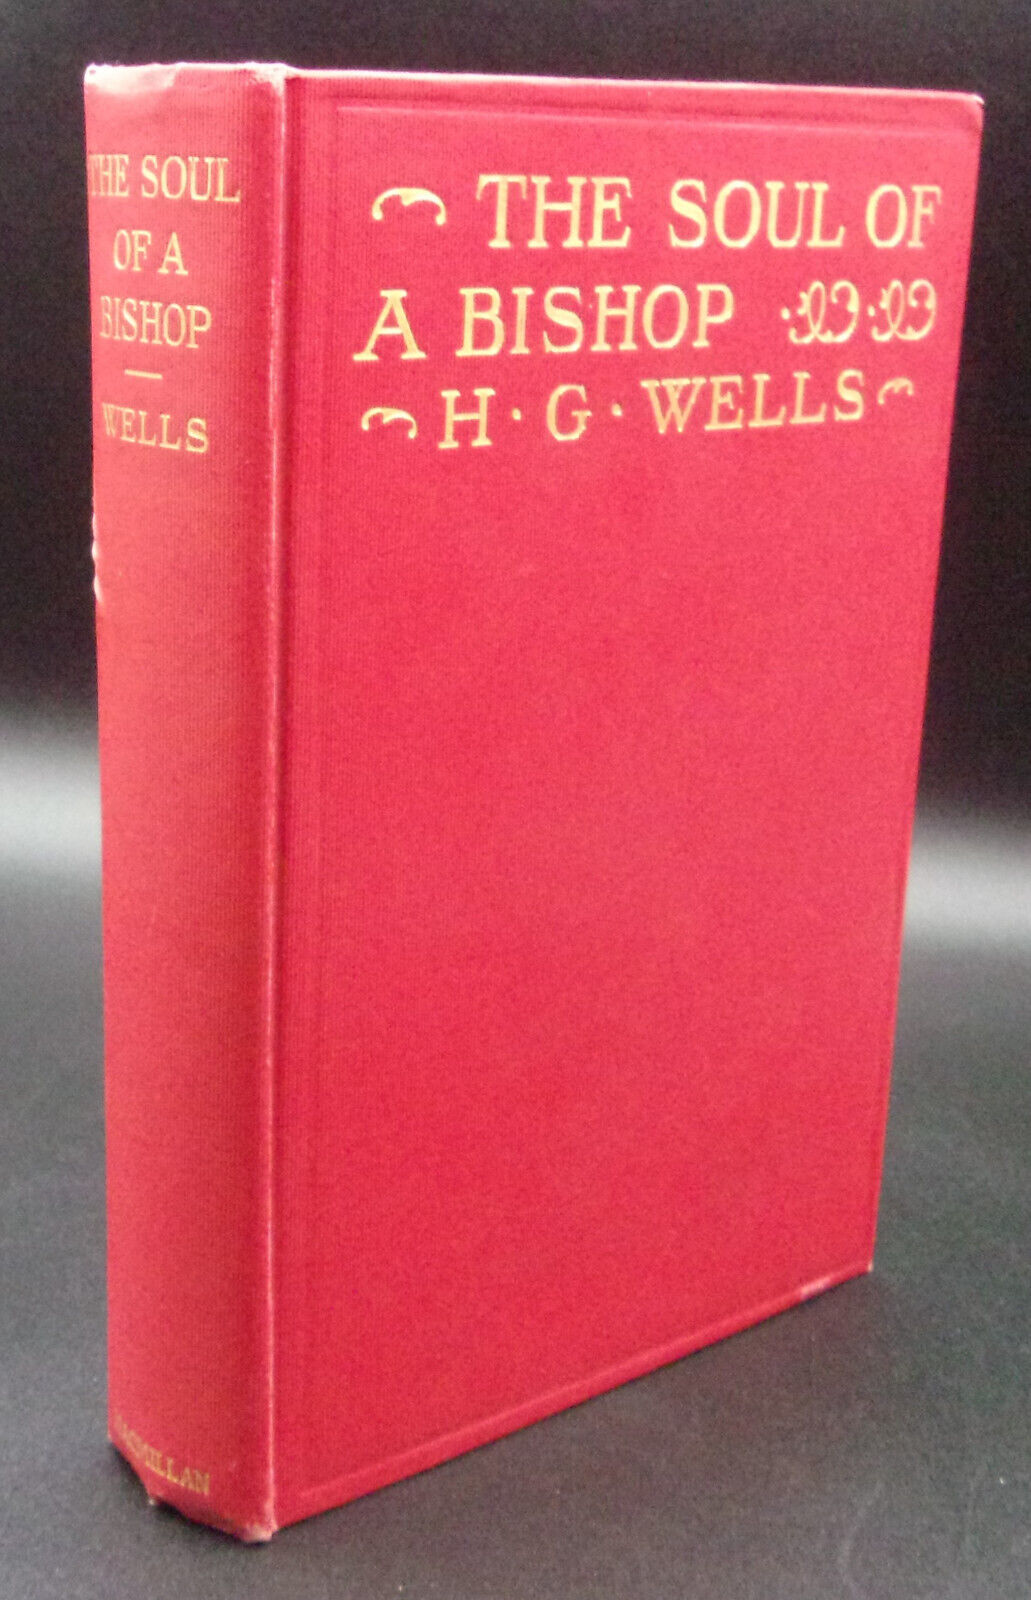 THE SOUL
OF A
BISHOP
WELLS
MACMILLAN
THE SOUL OF
A BISHOP
H·G·WELLS